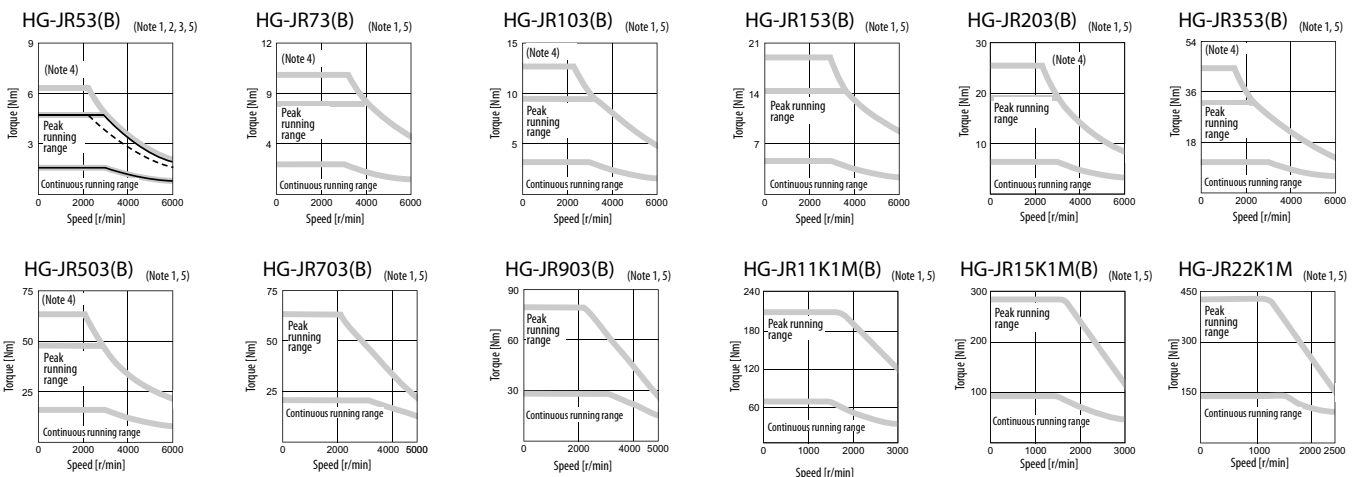 HG-JR53(B) (Note 1, 2, 3, 5)
9
6
3
Torque [Nm]
(Note 4)
Peak
running
range
Continuous running range
0 2000 4000 6000
Speed [r/min]
HG-JR73(B) (Note 1, 5)
12
9
4
Torque [Nm]
(Note 4)
Peak
running
range
Continuous running range
0 2000 4000 6000
Speed [r/min]
HG-JR103(B) (Note 1, 5)
15
10
5
Torque [Nm]
(Note 4)
Peak
running
range
Continuous running range
0 2000 4000 6000
Speed [r/min]
HG-JR153(B) (Note 1, 5)
21
14
7
Torque [Nm]
Peak running
range
Continuous running range
0 2000 4000 6000
Speed [r/min]
HG-JR203(B) (Note 1, 5)
30
20
10
Torque [Nm]
(Note 4)
Peak running
range
Continuous running range
0 2000 4000 6000
Speed [r/min]
HG-JR353(B) (Note 1, 5)
54
36
18
Torque [Nm]
(Note 4)
Peak
running
range
Continuous running range
0 2000 4000 6000
Speed [r/min]
HG-JR503(B) (Note 1, 5)
75
50
25
Torque [Nm]
(Note 4)
Peak
running
range
Continuous running range
0 2000 4000 6000
Speed [r/min]
HG-JR703(B) (Note 1, 5)
75
50
25
Torque [Nm]
Peak
running
range
Continuous running range
0 2000 4000 5000
Speed [r/min]
HG-JR903(B) (Note 1, 5)
90
60
30
Torque [Nm]
Peak
running
range
Continuous running range
0 2000 4000 5000
Speed [r/min]
HG-JR11K1M(B) (Note 1, 5)
240
180
120
60
Torque [Nm]
Peak running
range
Continuous running range
0 1000 2000 3000
Speed [r/min]
HG-JR15K1M(B) (Note 1, 5)
300
200
100
Torque [Nm]
Peak running
range
Continuous running range
0 1000 2000 3000
Speed [r/min]
HG-JR22K1M (Note 1, 5)
450
300
150
Torque [Nm]
Peak
running
range
Continuous running range
0 1000 2000 2500
Speed [r/min]